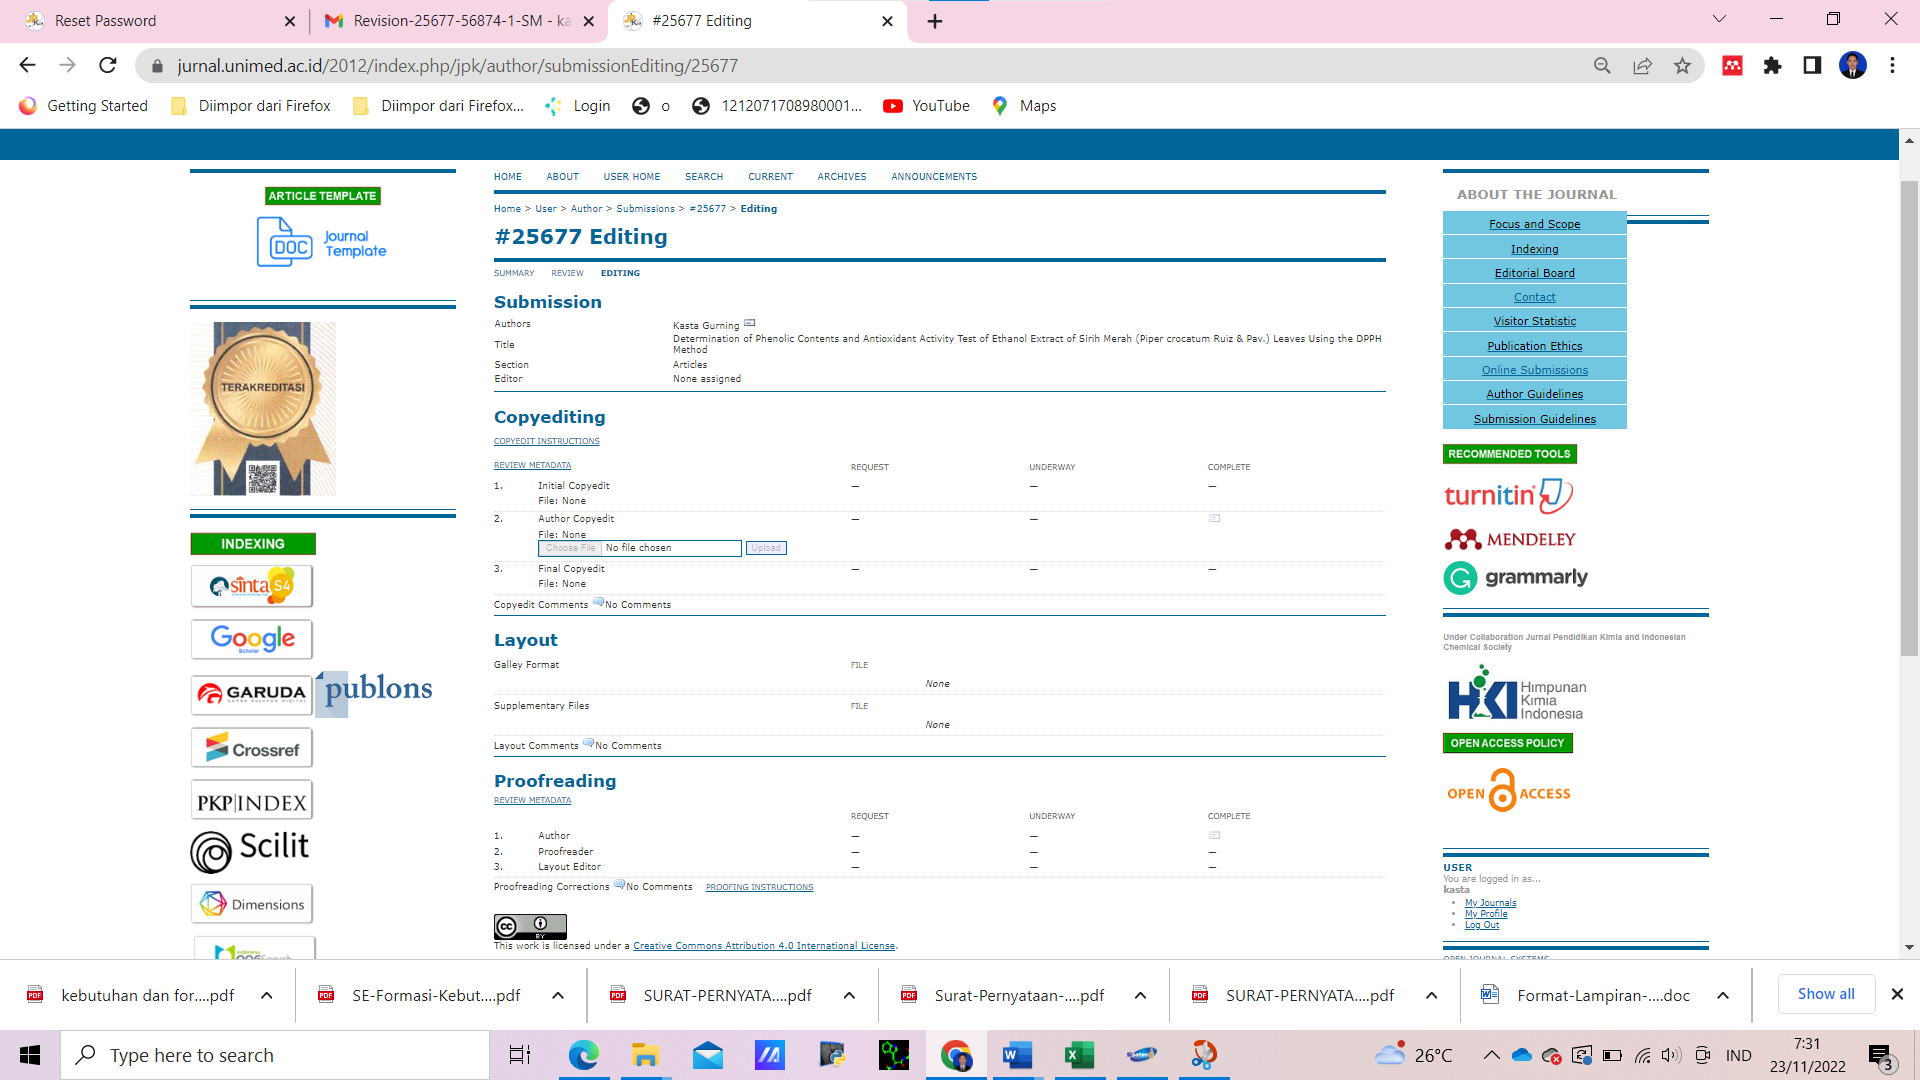 Reset Password
Revision-25677-56874-1-SM - ka
#25677 Editing
jurnal.unimed.ac.id/2012/index.php/jpk/author/submissionEditing/25677
Getting Started
Diimpor dari Firefox
Diimpor dari Firefox...
Login
o
1212071708980001...
YouTube
Maps
ARTICLE TEMPLATE
DOC
Journal
Template
TERAKREDITASI
INDEXING
sinta S4
Google
Scholar
GARUDA
publons
Crossref
PKP|INDEX
Scilit
Dimensions
HOME
ABOUT
USER HOME
SEARCH
CURRENT
ARCHIVES
ANNOUNCEMENTS
Home > User > Author > Submissions > #25677 > Editing
#25677 Editing
SUMMARY
REVIEW
EDITING
Submission
Authors
Kasta Gurning
Title
Determination of Phenolic Contents and Antioxidant Activity Test of Ethanol Extract of Sirih Merah (Piper crocatum Ruiz & Pav.) Leaves Using the DPPH
Method
Section
Articles
Editor
None assigned
Copyediting
COPYEDIT INSTRUCTIONS
REVIEW METADATA
REQUEST
UNDERWAY
COMPLETE
1. Initial Copyedit — — —
File: None
2. Author Copyedit — —
File: None
Choose File No file chosen Upload
3. Final Copyedit — — —
File: None
Copyedit Comments No Comments
Layout
Galley Format
FILE
None
Supplementary Files
FILE
None
Layout Comments No Comments
Proofreading
REVIEW METADATA
REQUEST
UNDERWAY
COMPLETE
1. Author — —
2. Proofreader — — —
3. Layout Editor — — —
Proofreading Corrections No Comments PROOFING INSTRUCTIONS
CC BY
This work is licensed under a Creative Commons Attribution 4.0 International License.
ABOUT THE JOURNAL
Focus and Scope
Indexing
Editorial Board
Contact
Visitor Statistic
Publication Ethics
Online Submissions
Author Guidelines
Submission Guidelines
RECOMMENDED TOOLS
turnitin
MENDELEY
grammarly
Under Collaboration Jurnal Pendidikan Kimia and Indonesian
Chemical Society
HKI
Himpunan
Kimia
Indonesia
OPEN ACCESS POLICY
OPEN ACCESS
USER
You are logged in as...
kasta
My Journals
My Profile
Log Out
OPEN JOURNAL SYSTEMS
kebutuhan dan for....pdf
SE-Formasi-Kebut....pdf
SURAT-PERNYATA....pdf
Surat-Pernyataan-....pdf
SURAT-PERNYATA....pdf
Format-Lampiran-....doc
Show all
Type here to search
26°C
IND
7:31
23/11/2022
3